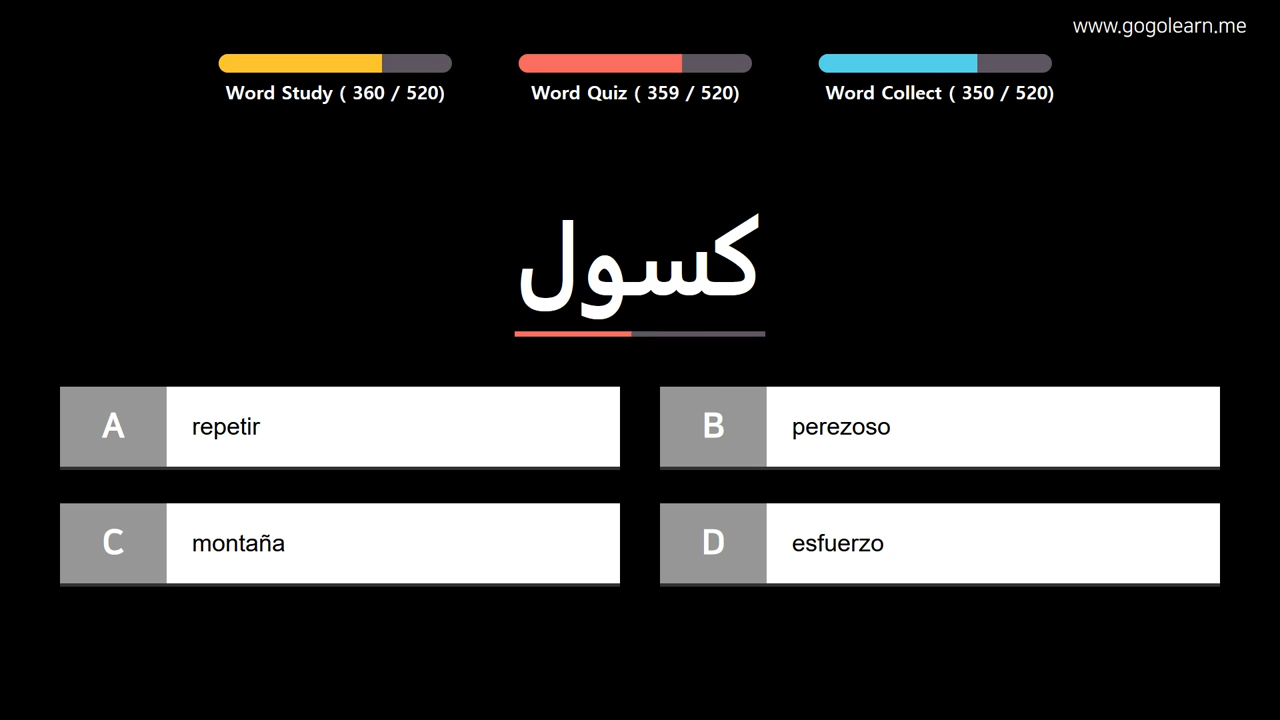 www.gogolearn.me
Word Study ( 360 / 520)
Word Quiz ( 359 / 520)
Word Collect ( 350 / 520)
كسول
A repetir
B perezoso
C montaña
D esfuerzo